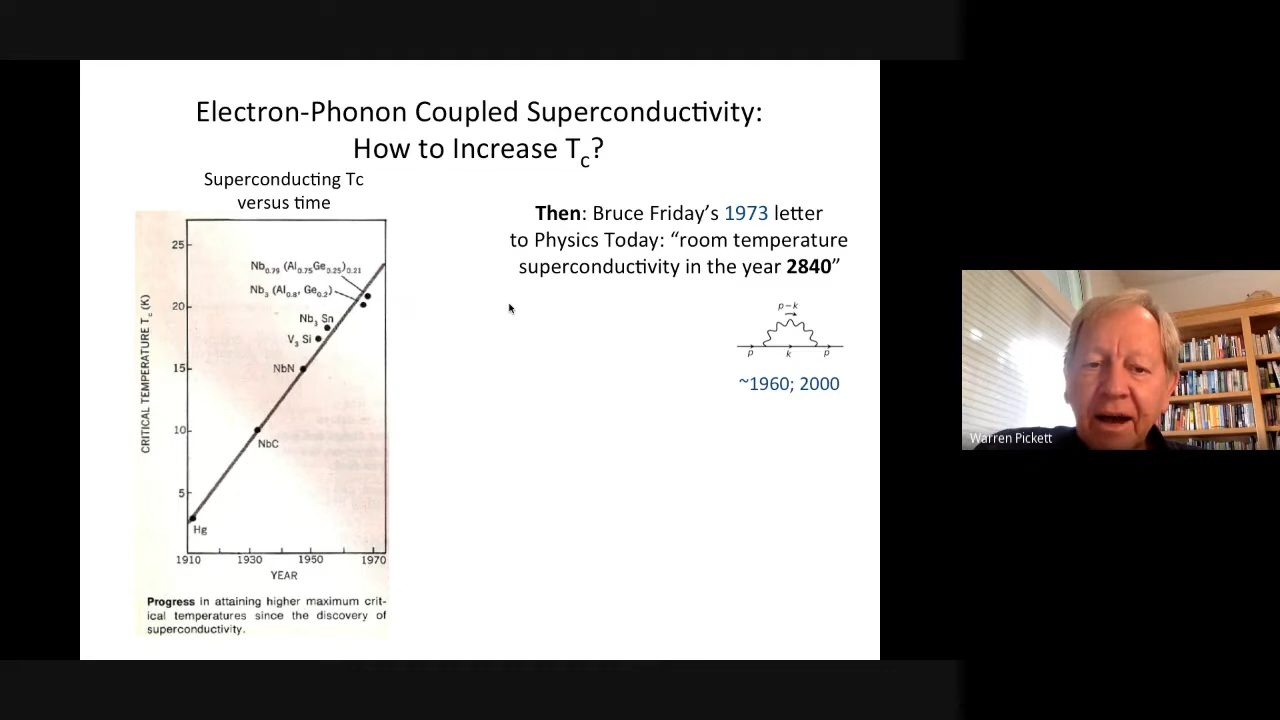 Electron-Phonon Coupled Superconductivity:
How to Increase Tc?
Superconducting Tc
versus time
25
20
15
10
5
CRITICAL TEMPERATURE Tc (K)
Nb0.79 (Al0.75Ge0.25)0.21
Nb3 (Al0.8, Ge0.2)
Nb3 Sn
V3 Si
NbN
NbC
Hg
1910 1930 1950 1970
YEAR
Progress in attaining higher maximum crit-
ical temperatures since the discovery of
superconductivity.
Then: Bruce Friday's 1973 letter
to Physics Today: “room temperature
superconductivity in the year 2840”
p−k
p k p
~1960; 2000
Warren Pickett